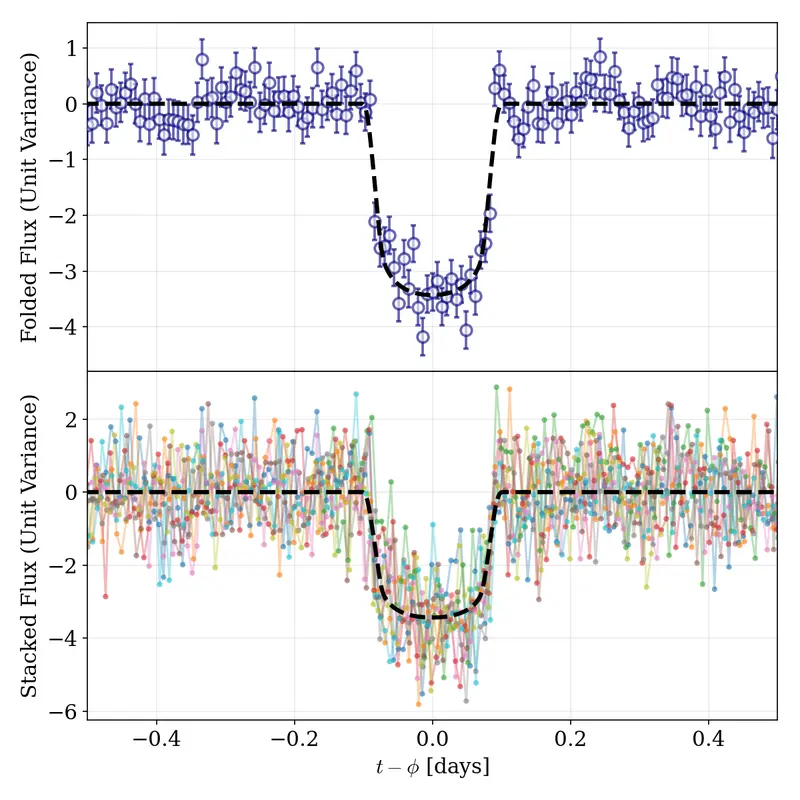 Folded Flux (Unit Variance)
1
0
−1
−2
−3
−4
Stacked Flux (Unit Variance)
2
0
−2
−4
−6
−0.4 −0.2 0.0 0.2 0.4
t − ϕ [days]